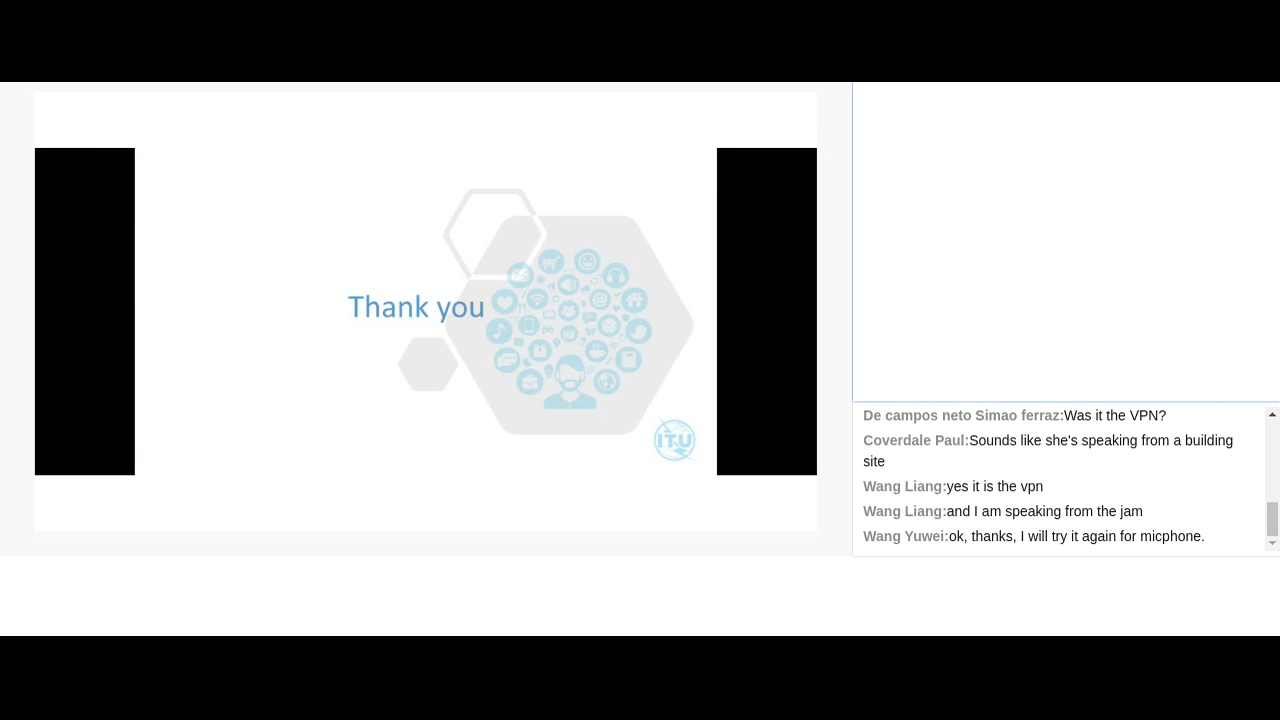 Thank you
ITU
De campos neto Simao ferraz:Was it the VPN?
Coverdale Paul:Sounds like she's speaking from a building
site
Wang Liang:yes it is the vpn
Wang Liang:and I am speaking from the jam
Wang Yuwei:ok, thanks, I will try it again for micphone.